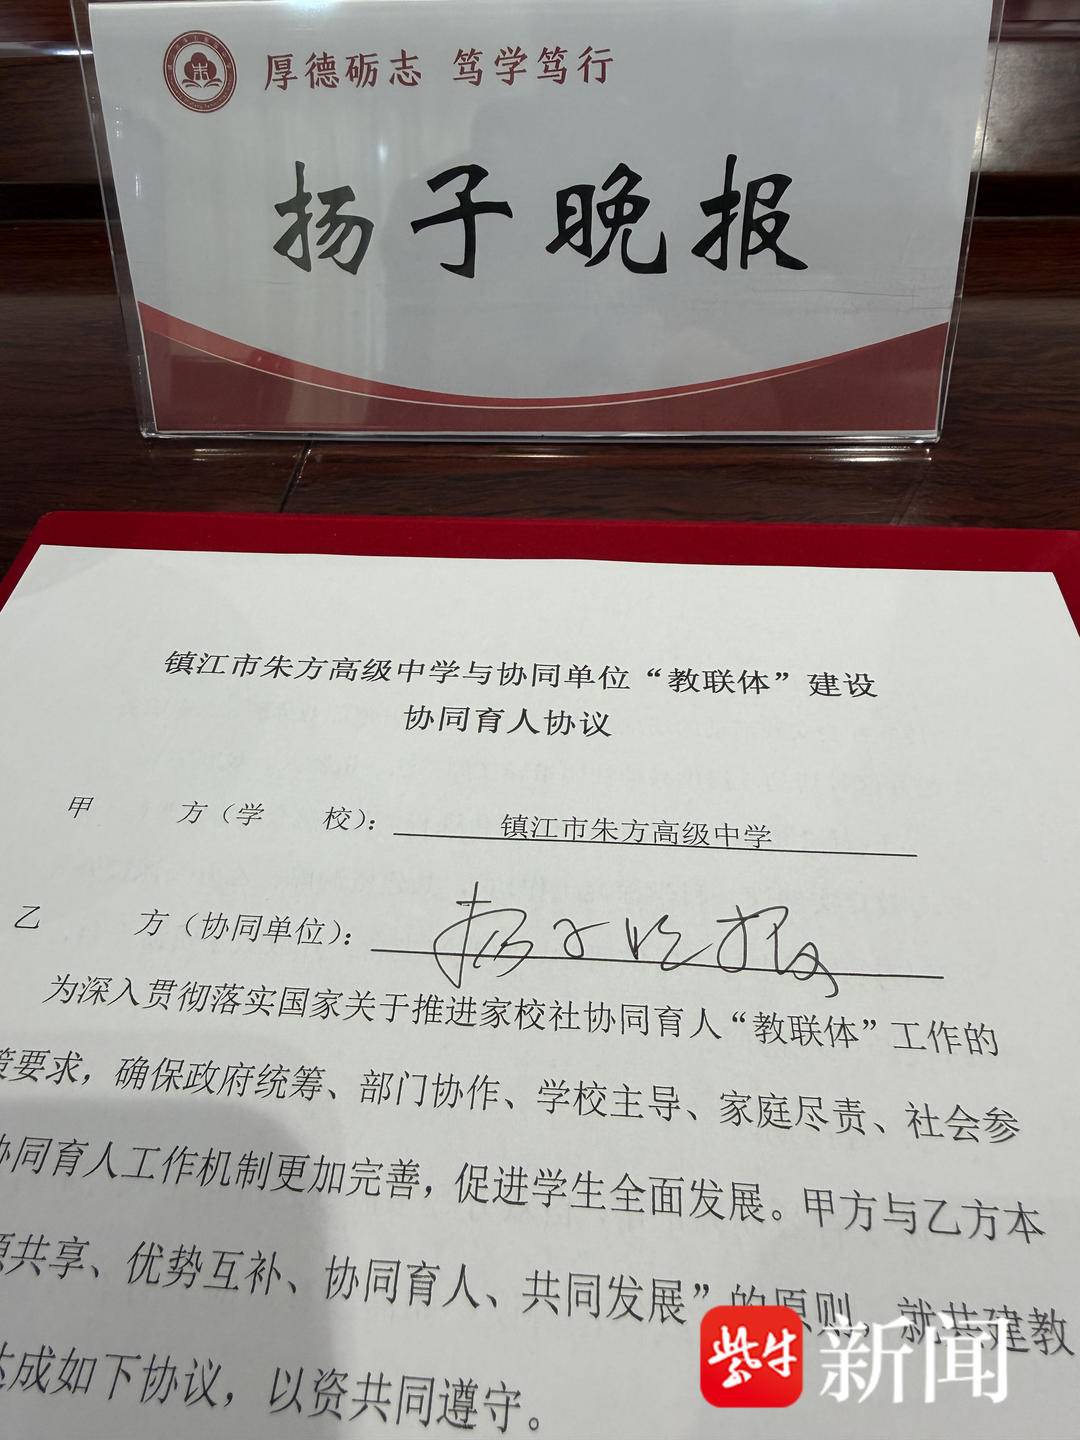 厚德砺志 笃学笃行
扬子晚报
镇江市朱方高级中学与协同单位“教联体”建设
协同育人协议
甲 方（学 校）：镇江市朱方高级中学
乙 方（协同单位）：扬子晚报
为深入贯彻落实国家关于推进家校社协同育人“教联体”工作的
策要求，确保政府统筹、部门协作、学校主导、家庭尽责、社会参
协同育人工作机制更加完善，促进学生全面发展。甲方与乙方本
源共享、优势互补、协同育人、共同发展”的原则，就共建教
达成如下协议，以资共同遵守。
紫牛新闻